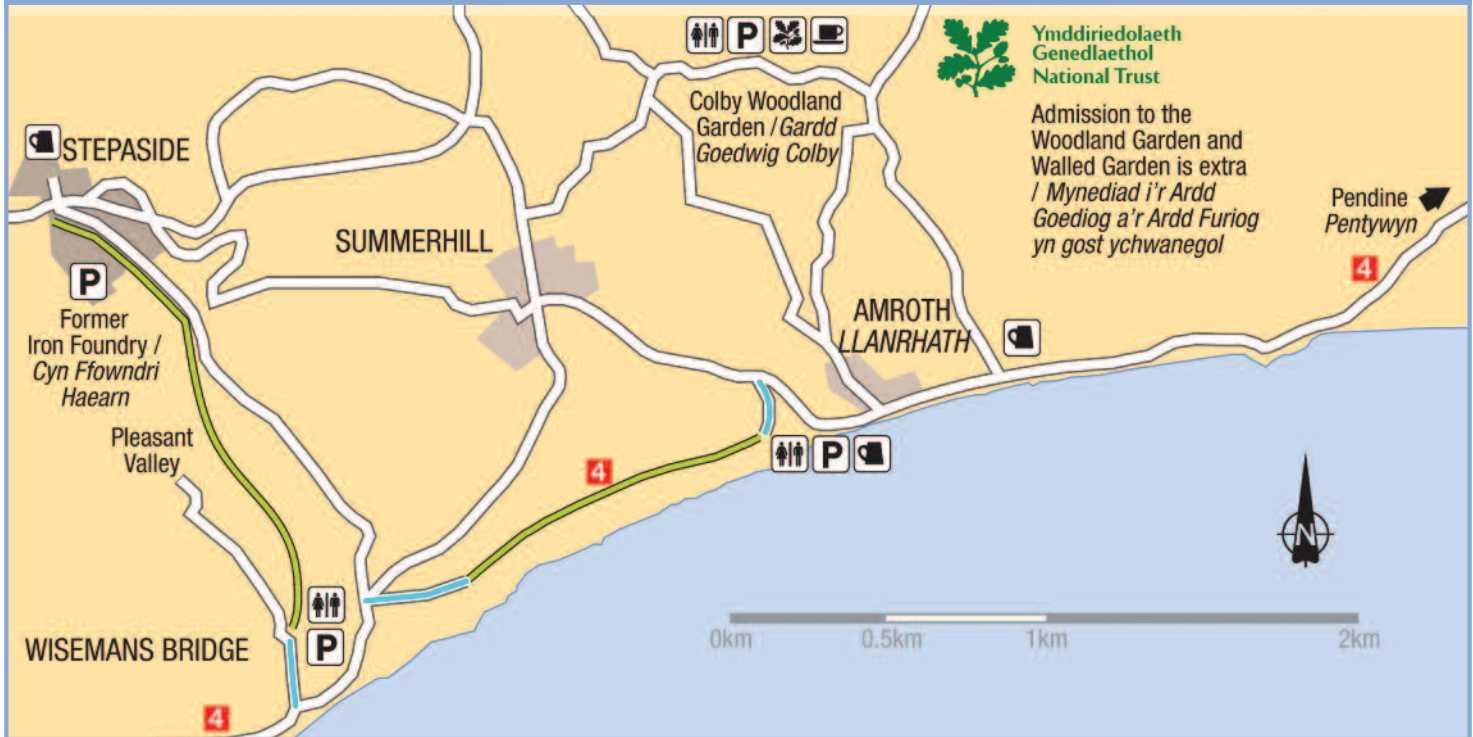 Ymddiriedolaeth
Genedlaethol
National Trust
P
Colby Woodland
Garden / Gardd
Goedwig Colby
Admission to the
Woodland Garden and
Walled Garden is extra
/ Mynediad i'r Ardd
Goediog a'r Ardd Furiog
yn gost ychwanegol
STEPASIDE
Pendine
Pentywyn
4
SUMMERHILL
P
Former
Iron Foundry /
Cyn Ffowndri
Haearn
AMROTH
LLANRHATH
Pleasant
Valley
4
P
N
WISEMANS BRIDGE
P
4
0km
0.5km
1km
2km